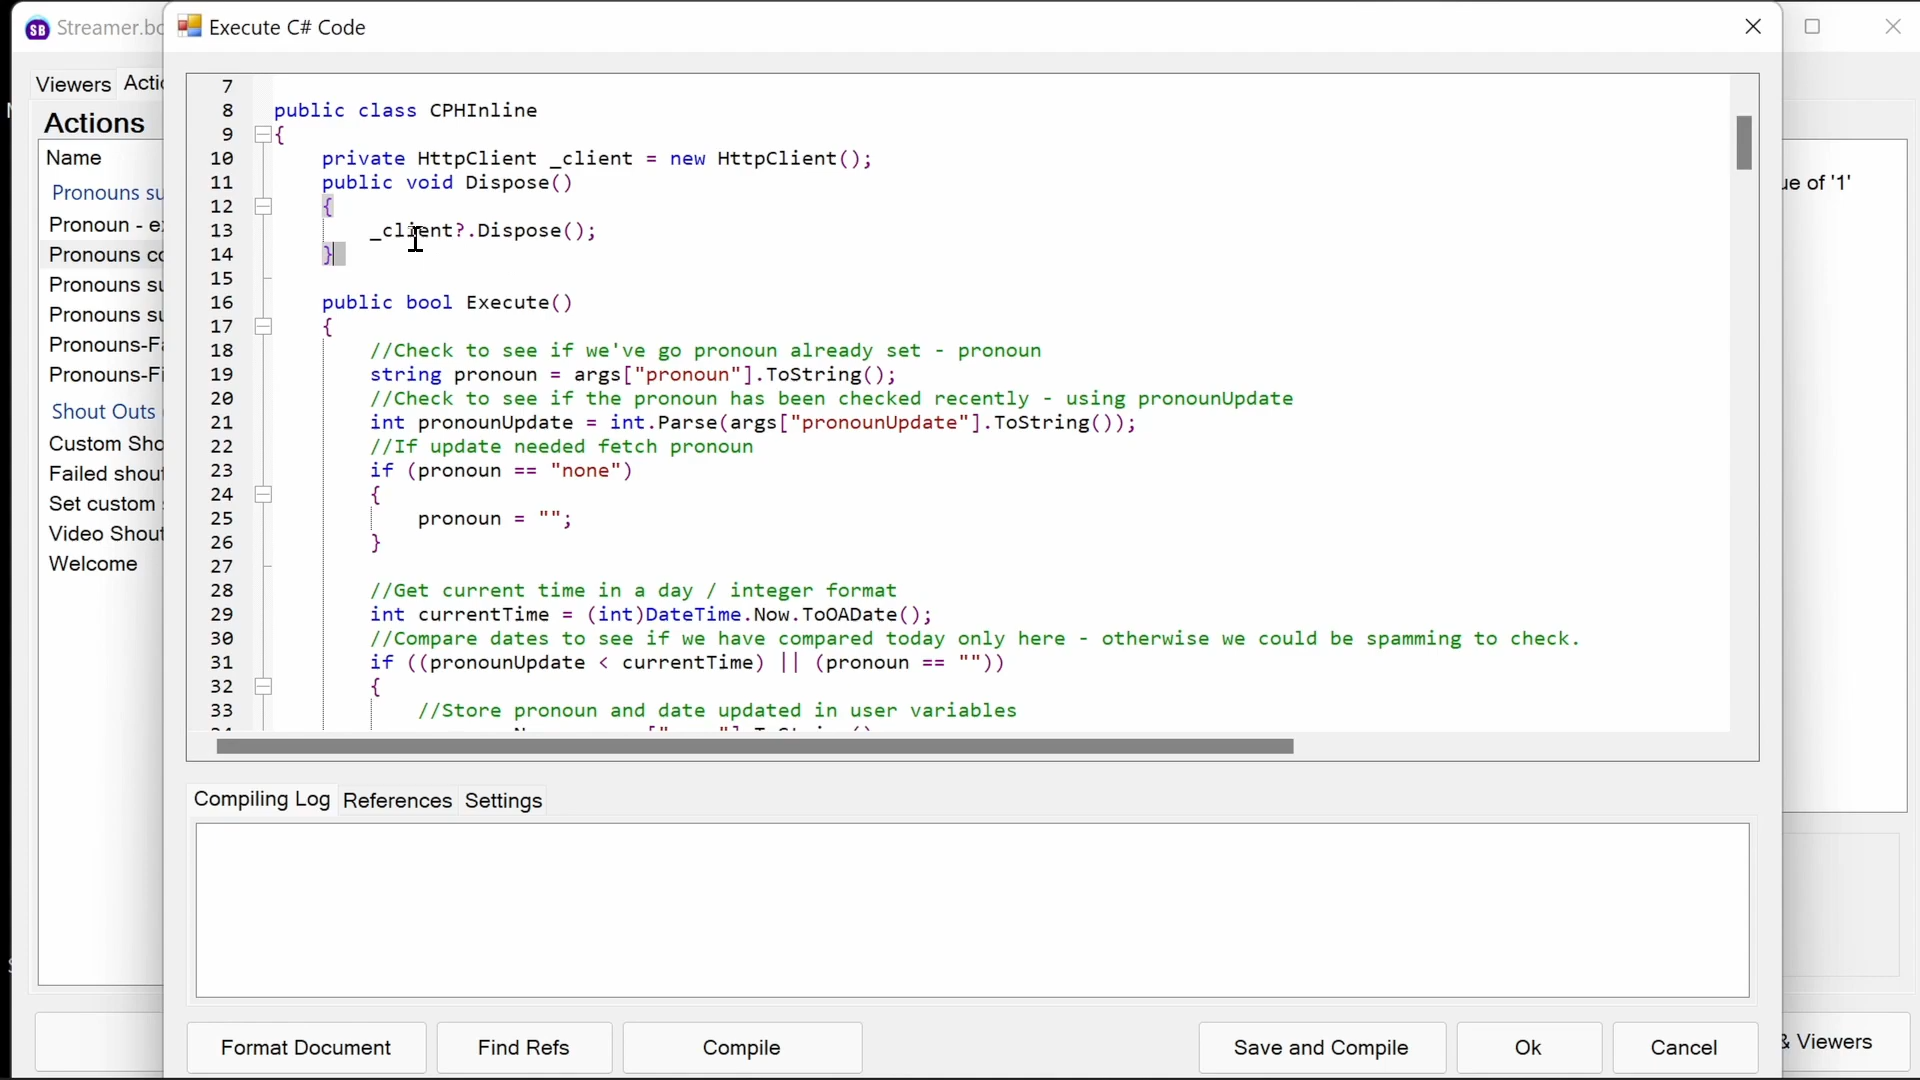 Streamer.bo
Execute C# Code
Viewers
Actic
Actions
Name
Pronouns su
Pronoun - ex
Pronouns co
Pronouns su
Pronouns su
Pronouns-Fa
Pronouns-Fi
Shout Outs
Custom Sho
Failed shout
Set custom
Video Shout
Welcome
7
8 public class CPHInline
9 {
10 private HttpClient _client = new HttpClient();
11 public void Dispose()
12 {
13 _client?.Dispose();
14 }
15
16 public bool Execute()
17 {
18 //Check to see if we've go pronoun already set - pronoun
19 string pronoun = args["pronoun"].ToString();
20 //Check to see if the pronoun has been checked recently - using pronounUpdate
21 int pronounUpdate = int.Parse(args["pronounUpdate"].ToString());
22 //If update needed fetch pronoun
23 if (pronoun == "none")
24 {
25 pronoun = "";
26 }
27
28 //Get current time in a day / integer format
29 int currentTime = (int)DateTime.Now.ToOADate();
30 //Compare dates to see if we have compared today only here - otherwise we could be spamming to check.
31 if ((pronounUpdate < currentTime) || (pronoun == ""))
32 {
33 //Store pronoun and date updated in user variables
ue of '1'
Compiling Log References Settings
Format Document Find Refs Compile Save and Compile Ok Cancel
& Viewers